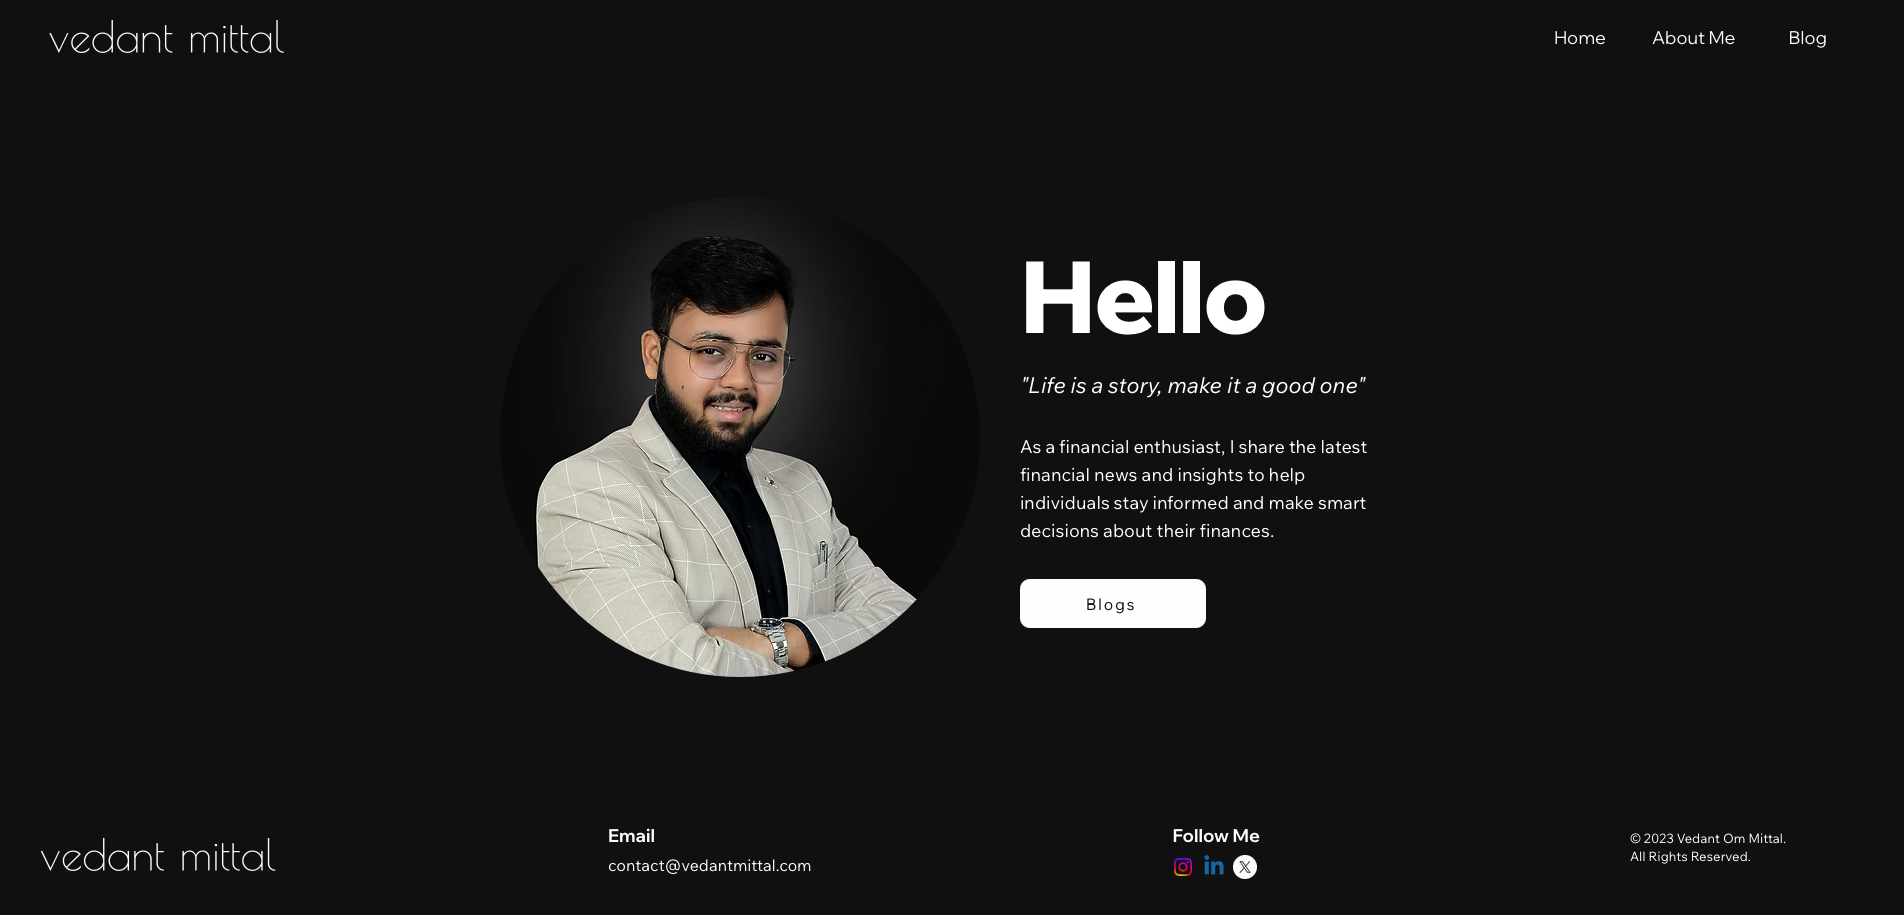 vedant mittal
Home
About Me
Blog
Hello
"Life is a story, make it a good one"
As a financial enthusiast, I share the latest
financial news and insights to help
individuals stay informed and make smart
decisions about their finances.
Blogs
vedant mittal
Email
contact@vedantmittal.com
Follow Me
in
X
© 2023 Vedant Om Mittal.
All Rights Reserved.